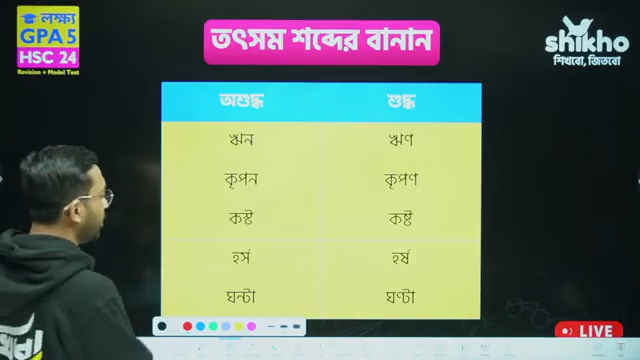 লক্ষ্য
GPA 5
HSC 24
Revision + Model Test
তৎসম শব্দের বানান
shikho
শিখবো, জিতবো
অশুদ্ধ শুদ্ধ
ঋন ঋণ
কৃপন কৃপণ
কস্ট কষ্ট
হর্স হর্ষ
ঘন্টা ঘণ্টা
LIVE